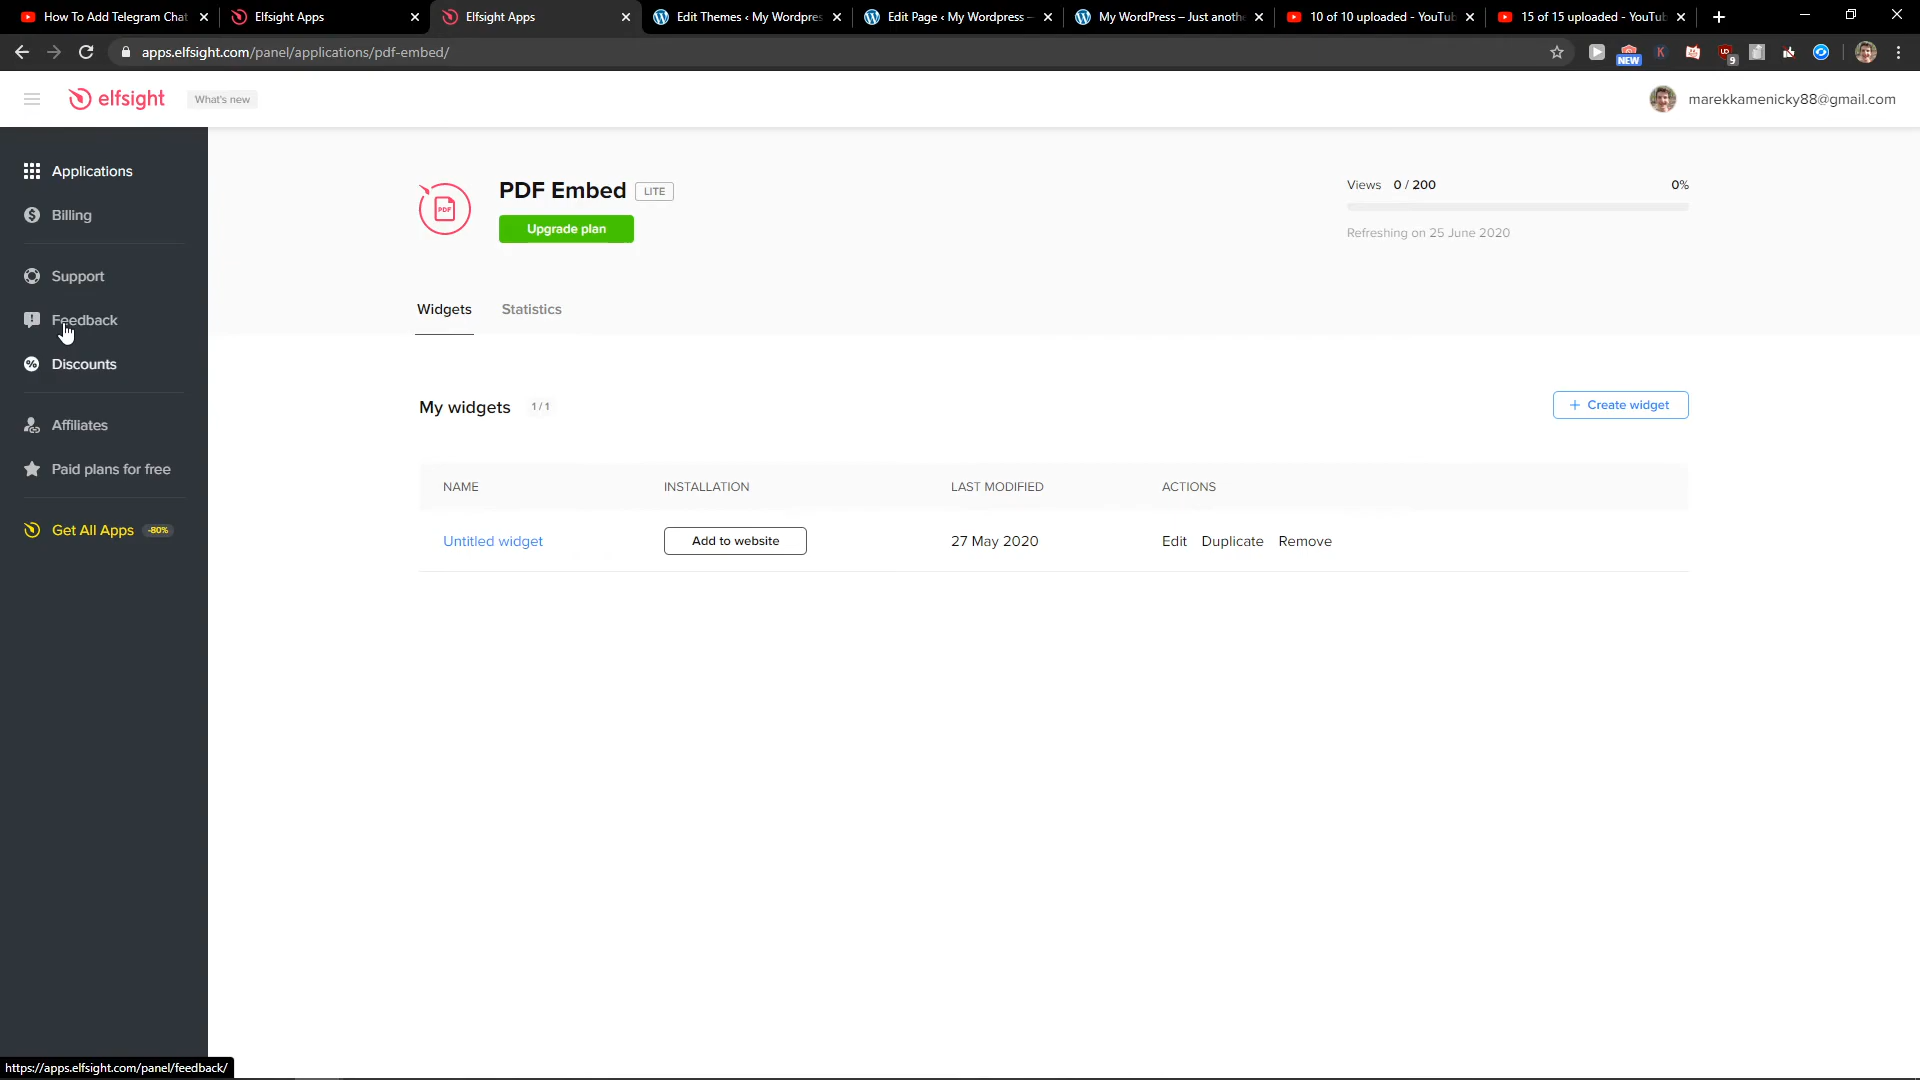 How To Add Telegram Chat
Elfsight Apps
Elfsight Apps
Edit Themes ‹ My Wordpres
Edit Page ‹ My Wordpress —
My WordPress – Just anoth
10 of 10 uploaded - YouTub
15 of 15 uploaded - YouTub
apps.elfsight.com/panel/applications/pdf-embed/
NEW
K
9
elfsight
What's new
marekkamenicky88@gmail.com
Applications
Billing
Support
Feedback
Discounts
Affiliates
Paid plans for free
Get All Apps -80%
PDF
PDF Embed LITE
Upgrade plan
Views 0 / 200 0%
Refreshing on 25 June 2020
Widgets Statistics
My widgets 1 / 1
+ Create widget
NAME INSTALLATION LAST MODIFIED ACTIONS
Untitled widget Add to website 27 May 2020 Edit Duplicate Remove
https://apps.elfsight.com/panel/feedback/